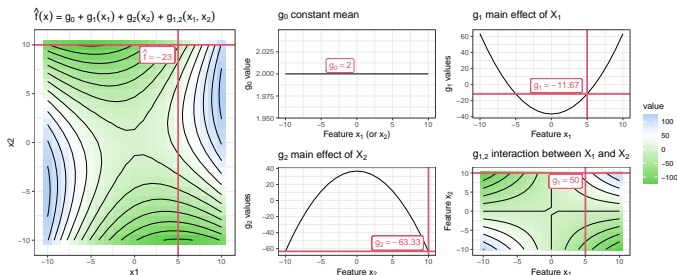 f̂(x) = g₀ + g₁(x₁) + g₂(x₂) + g₁,₂(x₁, x₂)
10
5
0
−5
−10
x2
f̂ = −23
−10
−5
0
5
10
x1
g₀ constant mean
g₀ value
2.025
2.000
1.975
1.950
g₀ = 2
−10
−5
0
5
10
Feature x₁ (or x₂)
g₁ main effect of X₁
g₁ values
60
40
20
0
−20
−40
g₁ = −11.67
−10
−5
0
5
10
Feature x₁
g₂ main effect of X₂
g₂ values
20
0
−20
−40
−60
g₂ = −63.33
−10
−5
0
5
10
Feature x₂
g₁,₂ interaction between X₁ and X₂
Feature x₂
10
5
0
−5
−10
g₁ = 50
−10
−5
0
5
10
Feature x₁
value
100
50
0
−50
−100